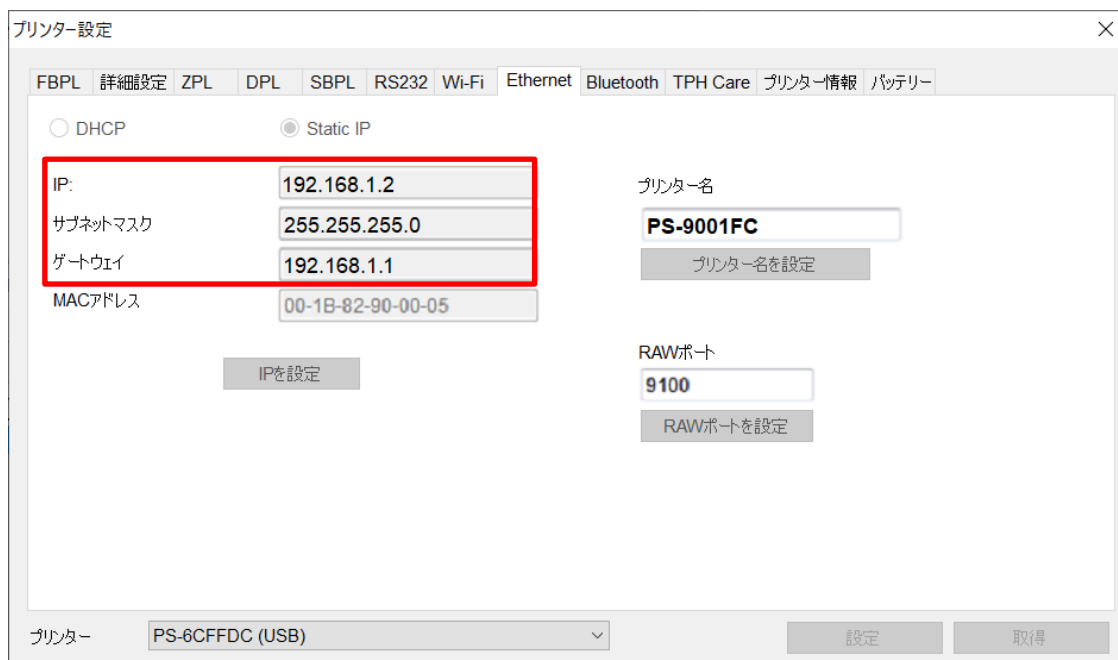 プリンター設定
FBPL 詳細設定 ZPL DPL SBPL RS232 Wi-Fi Ethernet Bluetooth TPH Care プリンター情報 バッテリー
DHCP Static IP
IP: 192.168.1.2
サブネットマスク 255.255.255.0
ゲートウェイ 192.168.1.1
MACアドレス 00-1B-82-90-00-05
IPを設定
プリンター名
PS-9001FC
プリンター名を設定
RAWポート
9100
RAWポートを設定
プリンター PS-6CFFDC (USB) 設定 取得